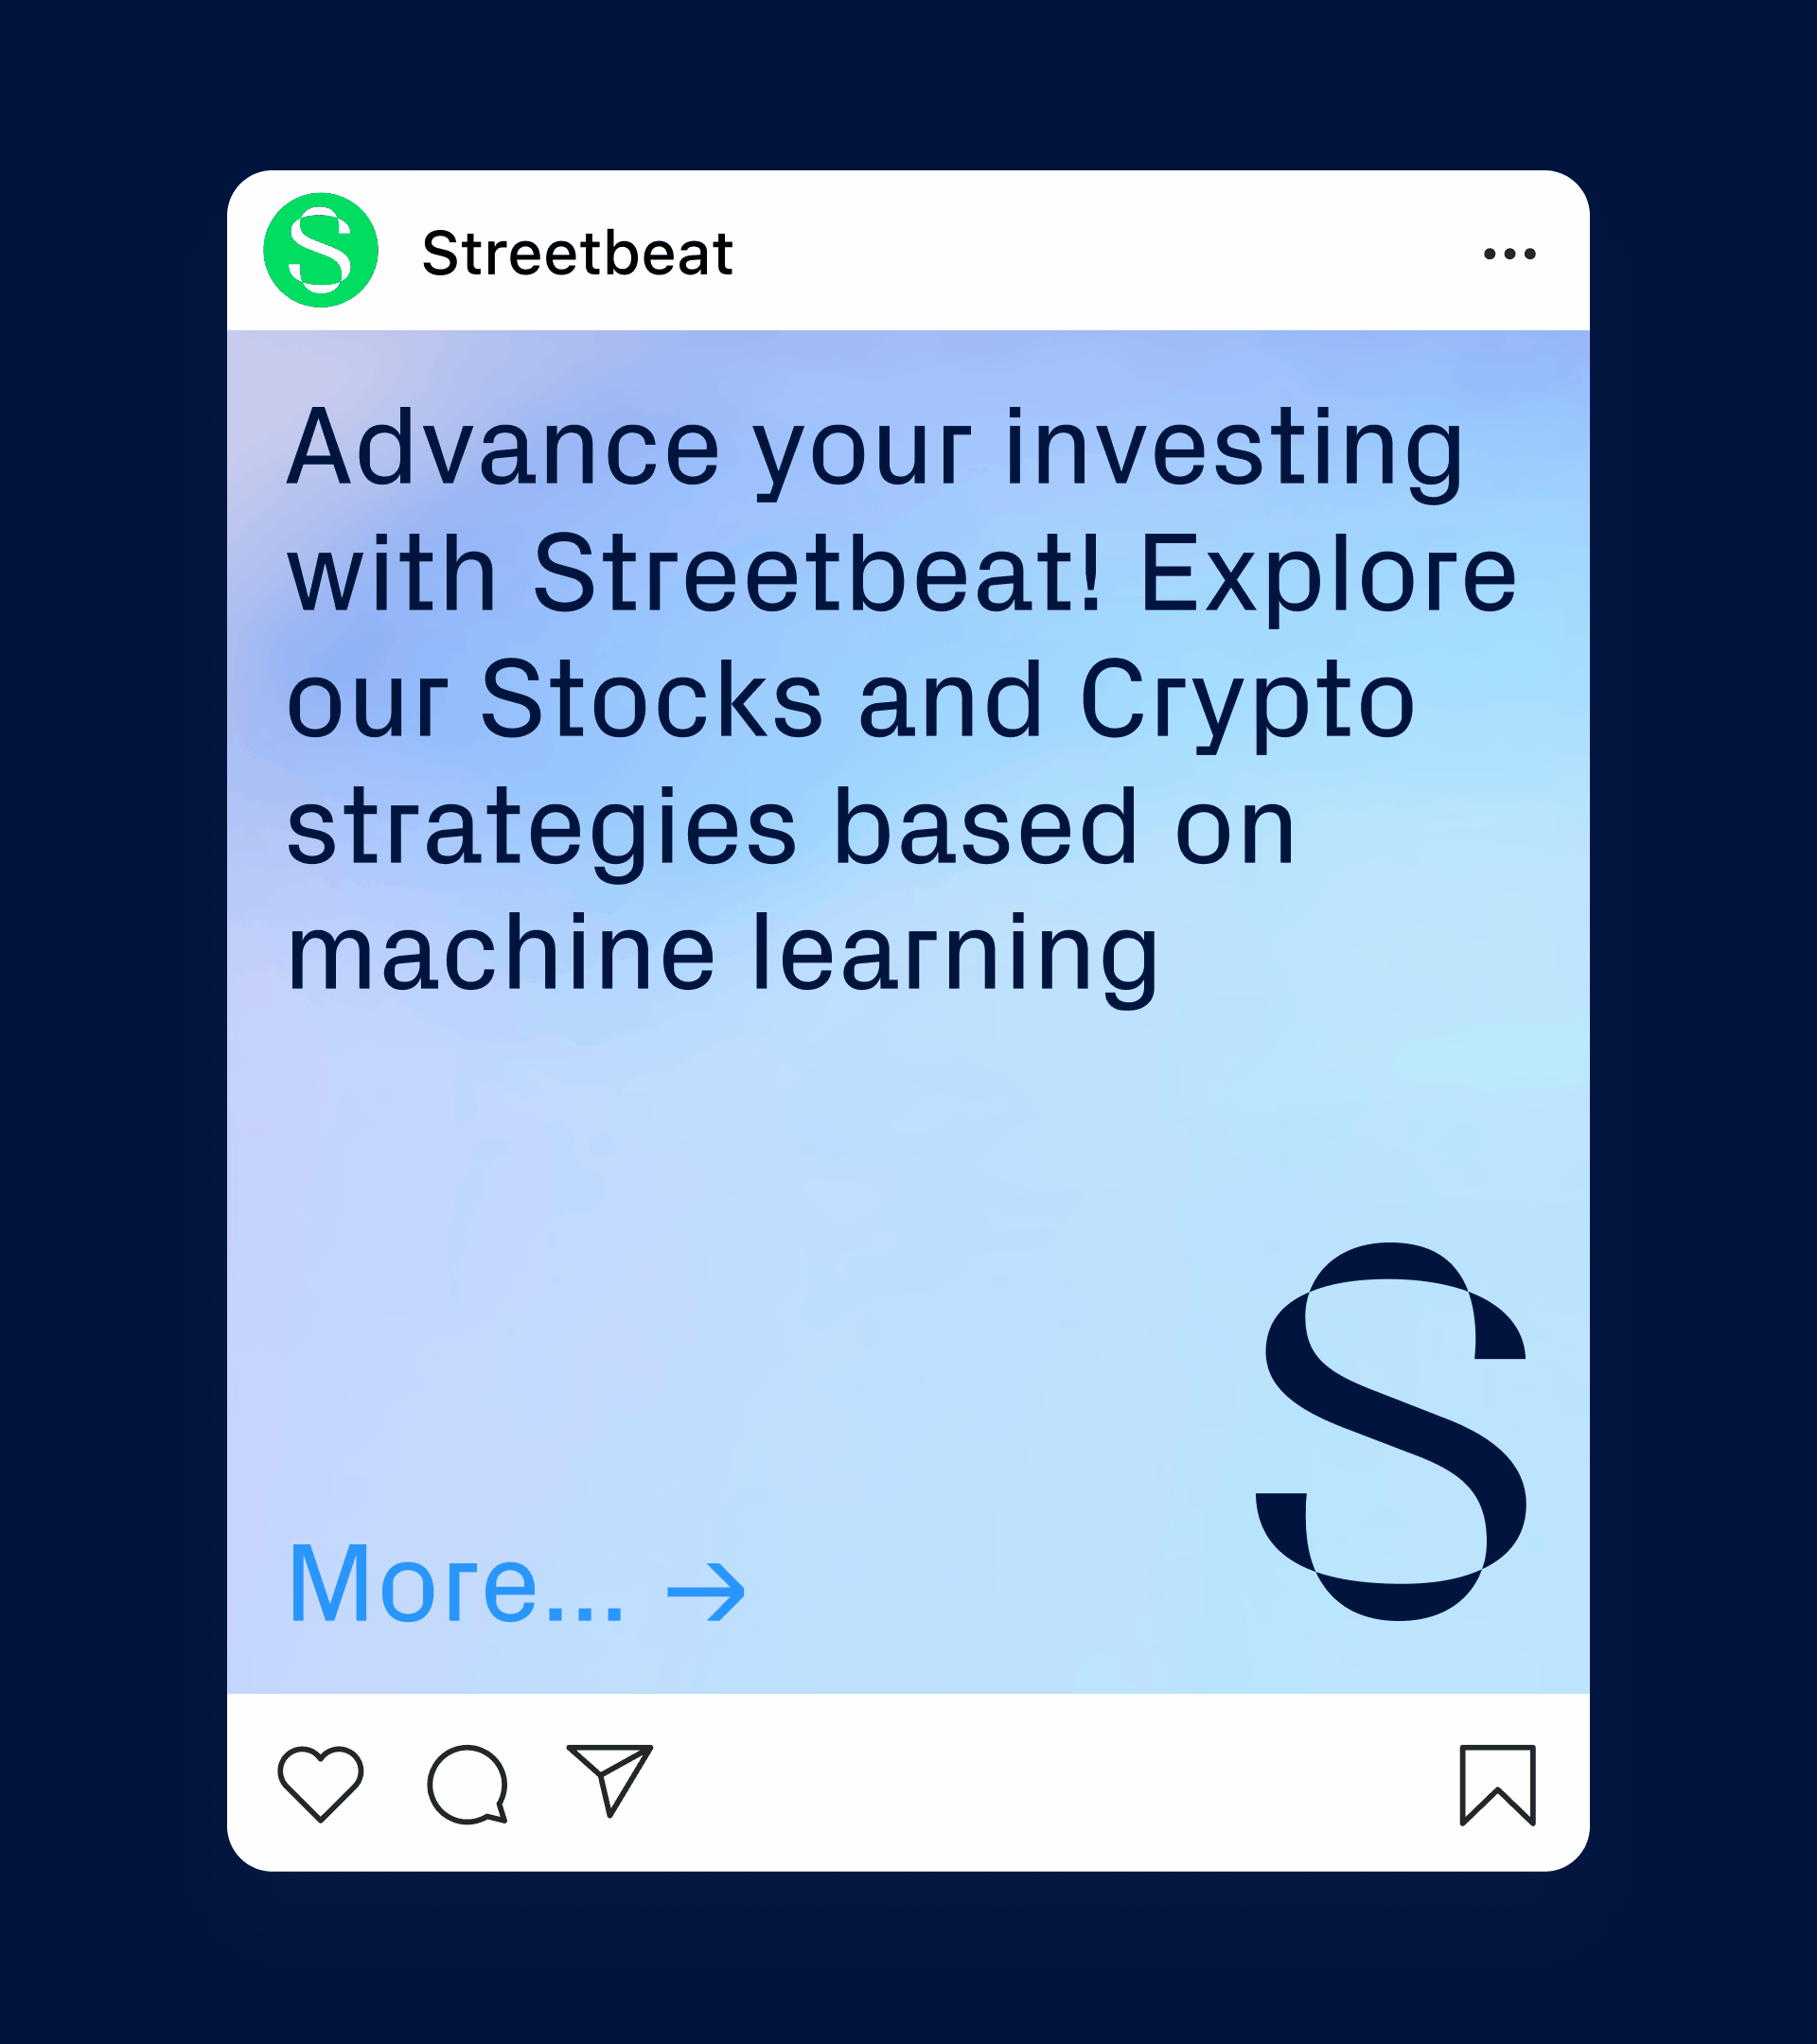 Streetbeat
Advance your investing
with Streetbeat! Explore
our Stocks and Crypto
strategies based on
machine learning
S
More... →